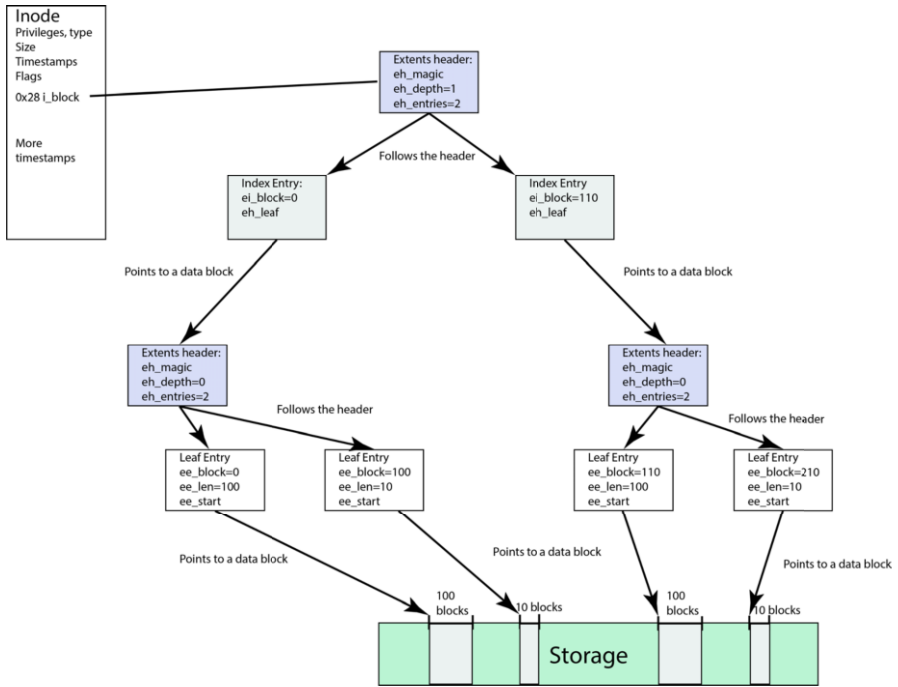 Inode
Privileges, type
Size
Timestamps
Flags
0x28 i_block
More
timestamps
Extents header:
eh_magic
eh_depth=1
eh_entries=2
Follows the header
Index Entry:
ei_block=0
eh_leaf
Index Entry
ei_block=110
eh_leaf
Points to a data block
Points to a data block
Extents header:
eh_magic
eh_depth=0
eh_entries=2
Extents header:
eh_magic
eh_depth=0
eh_entries=2
Follows the header
Follows the header
Leaf Entry
ee_block=0
ee_len=100
ee_start
Leaf Entry
ee_block=100
ee_len=10
ee_start
Leaf Entry
ee_block=110
ee_len=100
ee_start
Leaf Entry
ee_block=210
ee_len=10
ee_start
Points to a data block
Points to a data block
Points to a data block
100
blocks
10 blocks
100
blocks
10 blocks
Storage